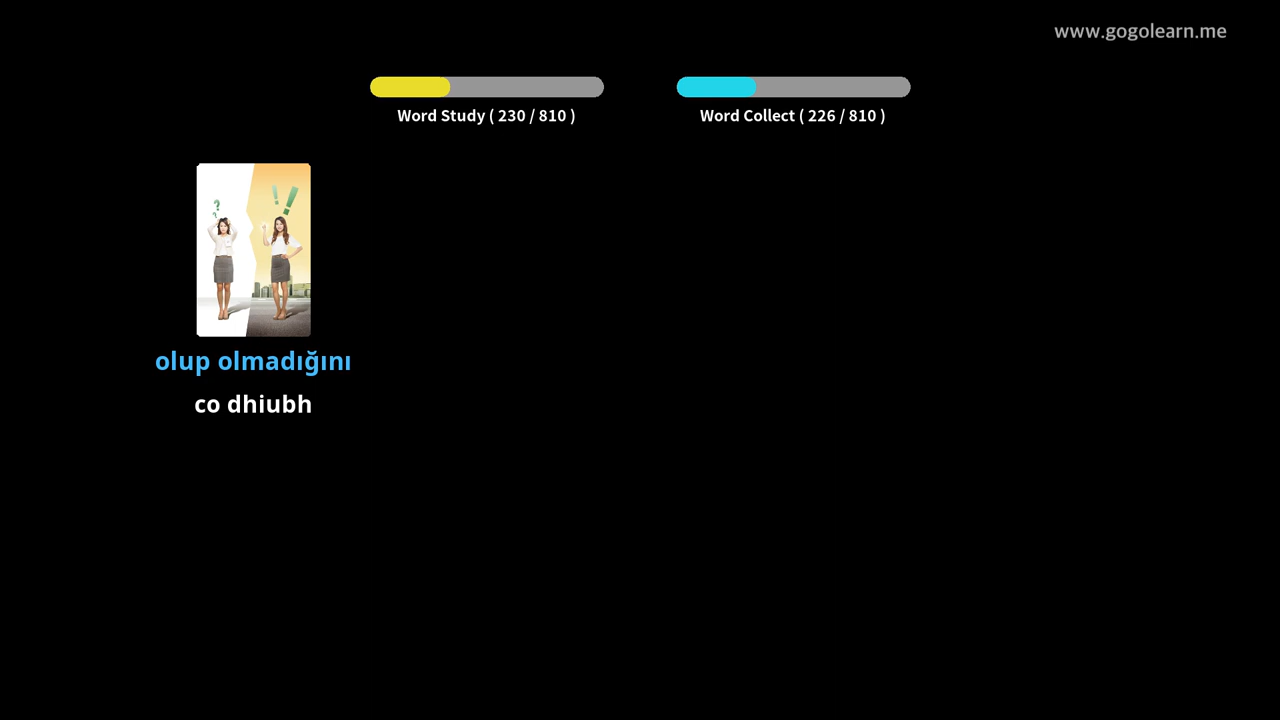 www.gogolearn.me
Word Study ( 230 / 810 )
Word Collect ( 226 / 810 )
olup olmadığını
co dhiubh